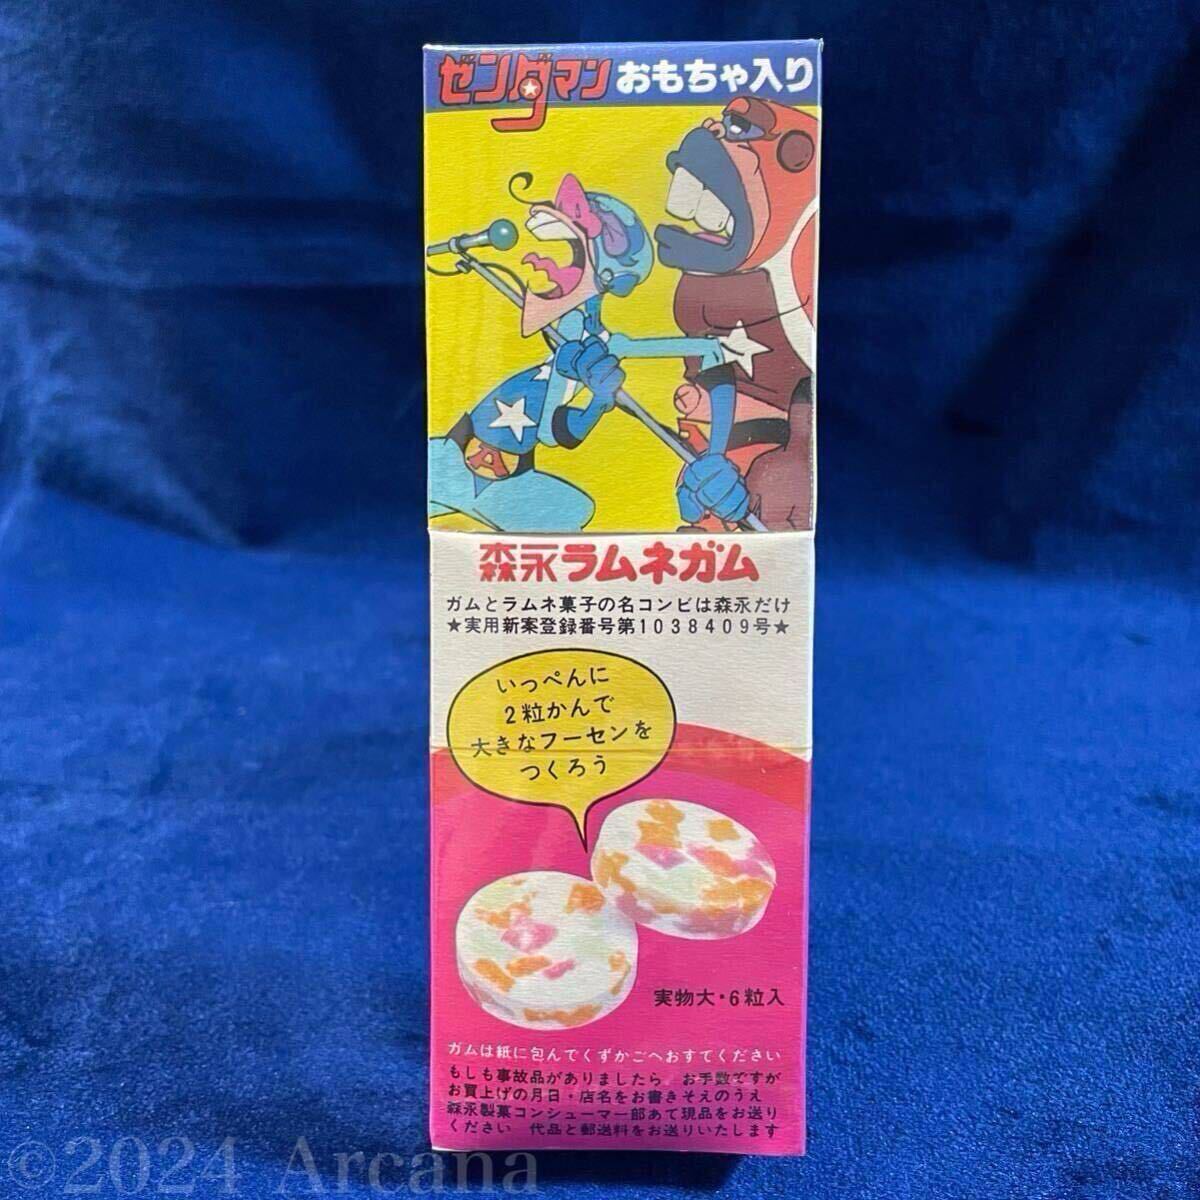 ゼンダマン おもちゃ入り
A
森永ラムネガム
ガムとラムネ菓子の名コンビは森永だけ
★実用新案登録番号第1038409号★
いっぺんに
2粒かんで
大きなフーセンを
つくろう
実物大・6粒入
ガムは紙に包んでくずかごへおすてください
もしも事故品がありましたら お手数ですが
お買上げの月日・店名をお書きそえのうえ
森永製菓コンシューマー部あて現品をお送り
ください 代品と郵送料をお送りいたします
©2024 Arcana